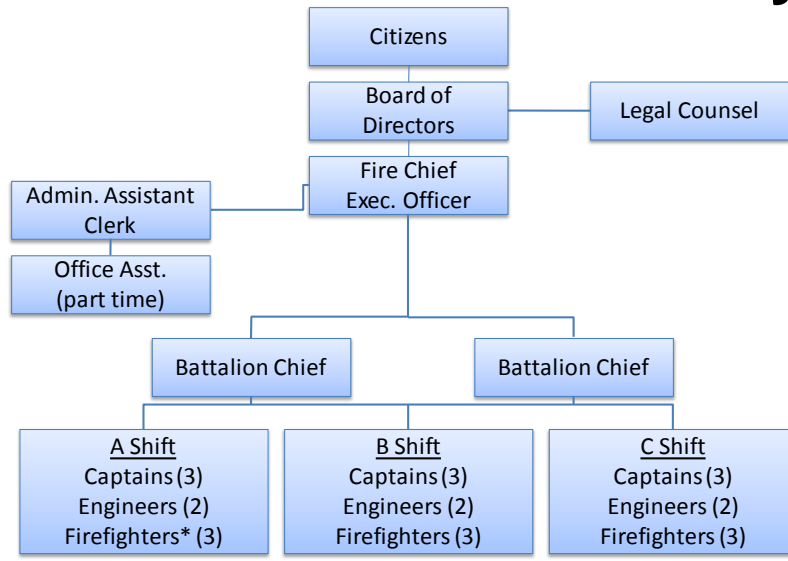 Citizens
Board of
Directors
Legal Counsel
Fire Chief
Exec. Officer
Admin. Assistant
Clerk
Office Asst.
(part time)
Battalion Chief
Battalion Chief
A Shift
Captains (3)
Engineers (2)
Firefighters* (3)
B Shift
Captains (3)
Engineers (2)
Firefighters (3)
C Shift
Captains (3)
Engineers (2)
Firefighters (3)